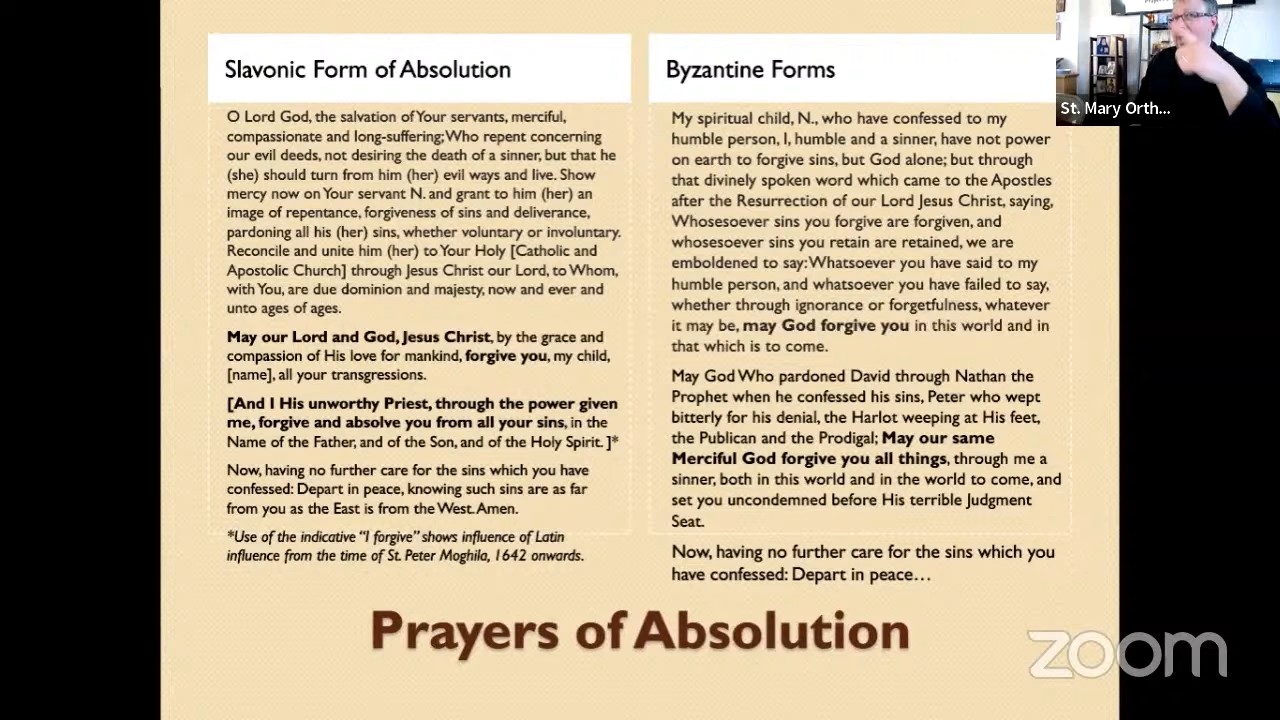 Slavonic Form of Absolution
O Lord God, the salvation of Your servants, merciful,
compassionate and long-suffering; Who repent concerning
our evil deeds, not desiring the death of a sinner, but that he
(she) should turn from him (her) evil ways and live. Show
mercy now on Your servant N. and grant to him (her) an
image of repentance, forgiveness of sins and deliverance,
pardoning all his (her) sins, whether voluntary or involuntary.
Reconcile and unite him (her) to Your Holy [Catholic and
Apostolic Church] through Jesus Christ our Lord, to Whom,
with You, are due dominion and majesty, now and ever and
unto ages of ages.
May our Lord and God, Jesus Christ, by the grace and
compassion of His love for mankind, forgive you, my child,
[name], all your transgressions.
[And I His unworthy Priest, through the power given
me, forgive and absolve you from all your sins, in the
Name of the Father, and of the Son, and of the Holy Spirit. ]*
Now, having no further care for the sins which you have
confessed: Depart in peace, knowing such sins are as far
from you as the East is from the West. Amen.
*Use of the indicative "I forgive" shows influence of Latin
influence from the time of St. Peter Moghila, 1642 onwards.
Byzantine Forms
My spiritual child, N., who have confessed to my
humble person, I, humble and a sinner, have not power
on earth to forgive sins, but God alone; but through
that divinely spoken word which came to the Apostles
after the Resurrection of our Lord Jesus Christ, saying,
Whosesoever sins you forgive are forgiven, and
whosesoever sins you retain are retained, we are
emboldened to say: Whatsoever you have said to my
humble person, and whatsoever you have failed to say,
whether through ignorance or forgetfulness, whatever
it may be, may God forgive you in this world and in
that which is to come.
May God Who pardoned David through Nathan the
Prophet when he confessed his sins, Peter who wept
bitterly for his denial, the Harlot weeping at His feet,
the Publican and the Prodigal; May our same
Merciful God forgive you all things, through me a
sinner, both in this world and in the world to come, and
set you uncondemned before His terrible Judgment
Seat.
Now, having no further care for the sins which you
have confessed: Depart in peace…
St. Mary Orth...
Prayers of Absolution
zoom